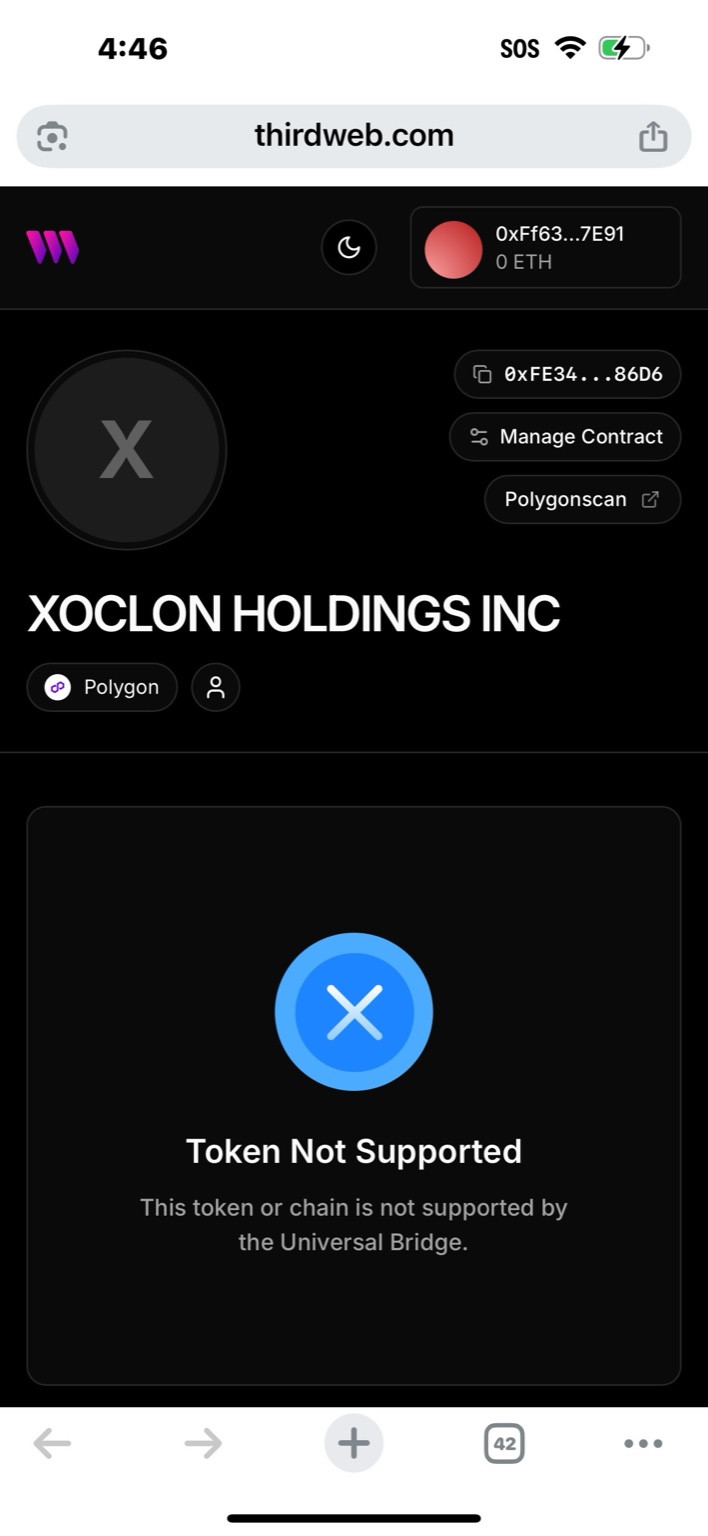 4:46
SOS
thirdweb.com
0xFf63...7E91
0 ETH
X
0xFE34...86D6
Manage Contract
Polygonscan
XOCLON HOLDINGS INC
Polygon
Token Not Supported
This token or chain is not supported by
the Universal Bridge.
42